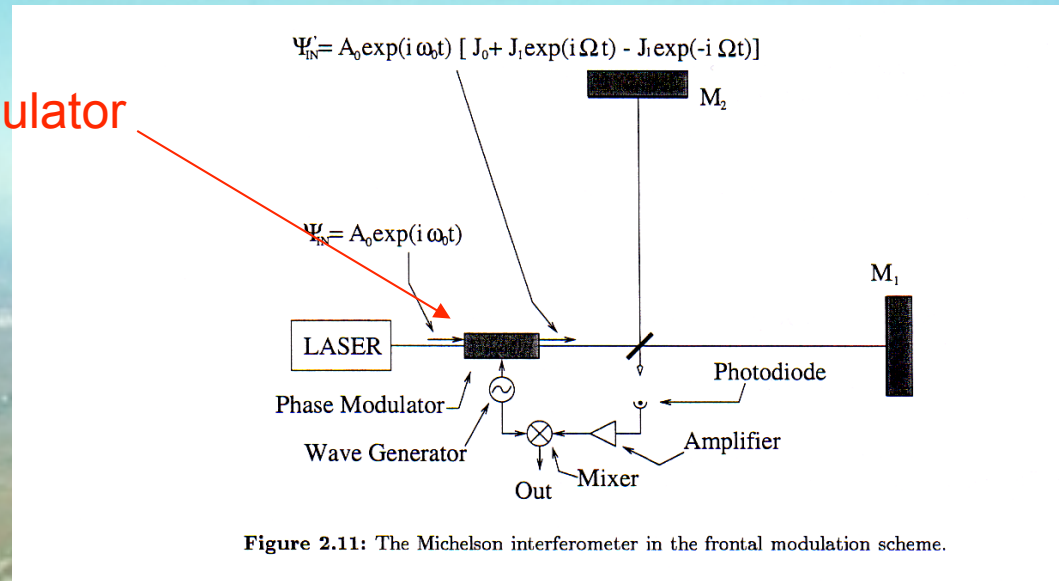 Ψ'IN= A₀exp(i ω₀t) [ J₀+ J₁exp(i Ω t) - J₁exp(-i Ωt)]
M₂
ulator
ΨIN= A₀exp(i ω₀t)
M₁
LASER
Photodiode
Phase Modulator
Amplifier
Wave Generator
Mixer
Out
Figure 2.11: The Michelson interferometer in the frontal modulation scheme.